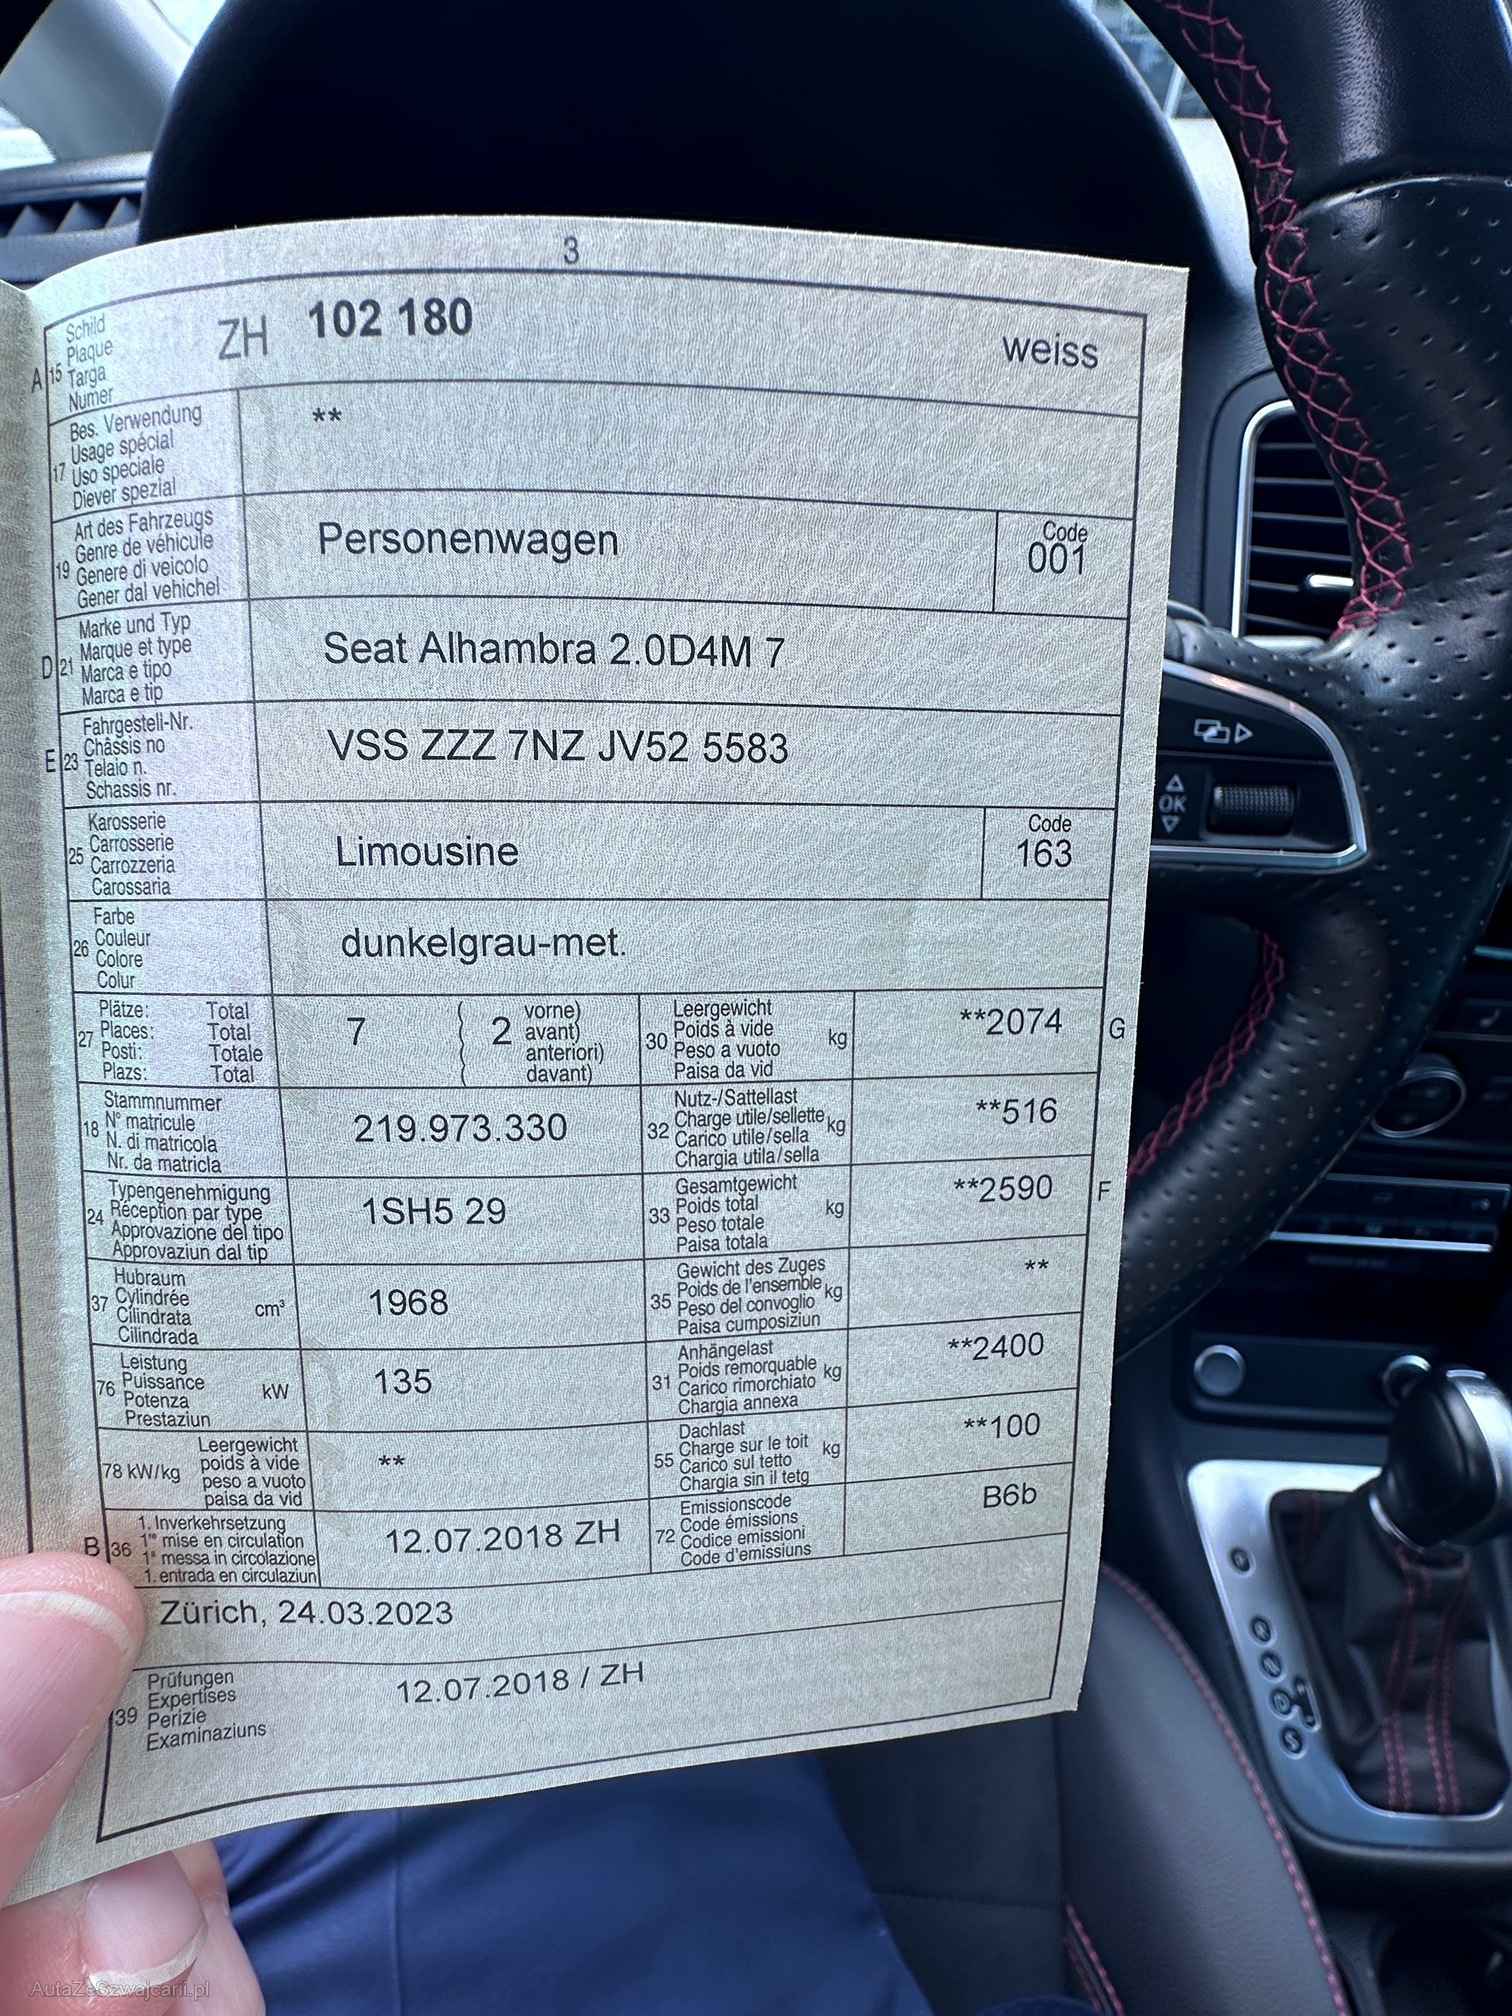 3
A 15 Schild
Plaque
Targa
Numer
ZH 102 180 weiss
17 Bes. Verwendung
Usage spécial
Uso speciale
Diever spezial
**
19 Art des Fahrzeugs
Genre de véhicule
Genere di veicolo
Gener dal vehichel
Personenwagen
Code
001
D 21 Marke und Typ
Marque et type
Marca e tipo
Marca e tip
Seat Alhambra 2.0D4M 7
E 23 Fahrgestell-Nr.
Châssis no
Telaio n.
Schassis nr.
VSS ZZZ 7NZ JV52 5583
25 Karosserie
Carrosserie
Carrozzeria
Carossaria
Limousine
Code
163
26 Farbe
Couleur
Colore
Colur
dunkelgrau-met.
27 Plätze: Total
Places: Total
Posti: Totale
Plazs: Total
7 ( 2 vorne)
avant)
anteriori)
davant)
30 Leergewicht
Poids à vide
Peso a vuoto
Paisa da vid
kg **2074 G
18 Stammnummer
N° matricule
N. di matricola
Nr. da matricla
219.973.330
32 Nutz-/Sattellast
Charge utile/sellette
Carico utile/sella
Chargia utila/sella
kg **516
24 Typengenehmigung
Réception par type
Approvazione del tipo
Approvaziun dal tip
1SH5 29
33 Gesamtgewicht
Poids total
Peso totale
Paisa totala
kg **2590 F
37 Hubraum
Cylindrée
Cilindrata
Cilindrada
cm³ 1968
35 Gewicht des Zuges
Poids de l'ensemble
Peso del convoglio
Paisa cumposiziun
kg **
76 Leistung
Puissance
Potenza
Prestaziun
kW 135
31 Anhängelast
Poids remorquable
Carico rimorchiato
Chargia annexa
kg **2400
78 kW/kg Leergewicht
poids à vide
peso a vuoto
paisa da vid
**
55 Dachlast
Charge sur le toit
Carico sul tetto
Chargia sin il tetg
kg **100
B 36 1. Inverkehrsetzung
1re mise en circulation
1a messa in circolazione
1. entrada en circulaziun
12.07.2018 ZH
72 Emissionscode
Code émissions
Codice emissioni
Code d'emissiuns
B6b
Zürich, 24.03.2023
39 Prüfungen
Expertises
Perizie
Examinaziuns
12.07.2018 / ZH
OK
R
N
D
S
AutaZeSzwajcarii.pl